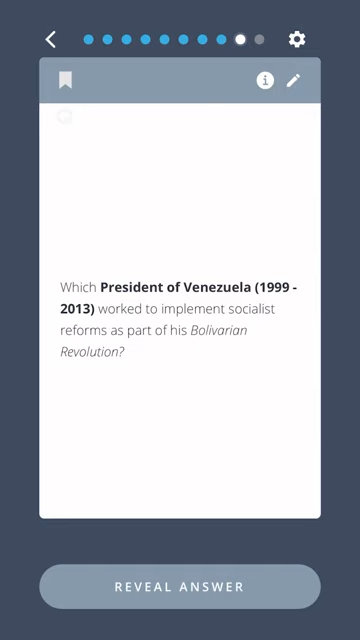 Which President of Venezuela (1999 -
2013) worked to implement socialist
reforms as part of his Bolivarian
Revolution?
REVEAL ANSWER